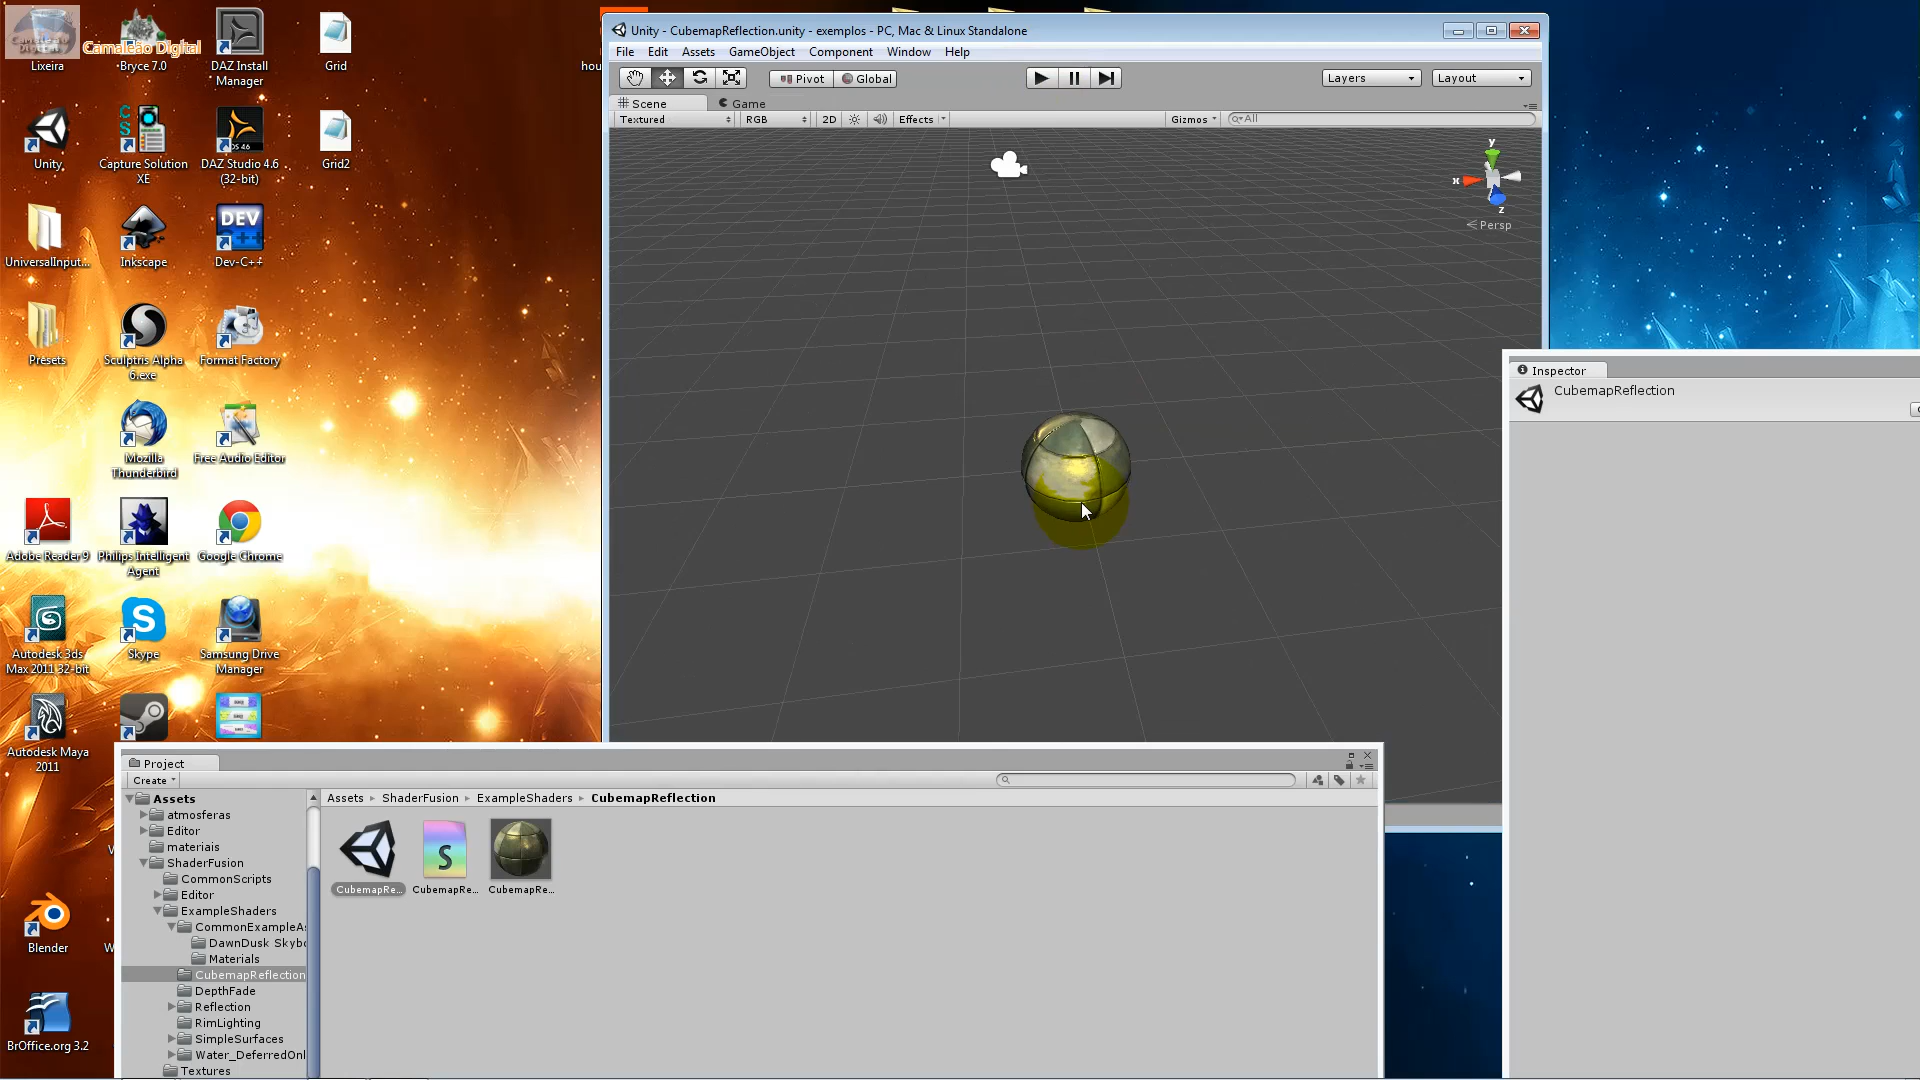 Camaleão Digital
Lixeira
Bryce 7.0
DAZ Install Manager
Grid
Unity
Capture Solution XE
DAZ Studio 4.6 (32-bit)
Grid2
UniversalInput...
Inkscape
Dev-C++
Presets
Sculptris Alpha 6.exe
Format Factory
Mozilla Thunderbird
Free Audio Editor
Adobe Reader 9
Philips Intelligent Agent
Google Chrome
Autodesk 3ds Max 2011 32-bit
Skype
Samsung Drive Manager
Autodesk Maya 2011
Blender
BrOffice.org 3.2
hou
Unity - CubemapReflection.unity - exemplos - PC, Mac & Linux Standalone
File Edit Assets GameObject Component Window Help
Pivot Global
Layers Layout
Scene Game
Textured RGB 2D Effects Gizmos All
y
x
z
Persp
Inspector
CubemapReflection
Project
Create
Assets
atmosferas
Editor
materiais
ShaderFusion
CommonScripts
Editor
ExampleShaders
CommonExampleA
DawnDusk Skyb
Materials
CubemapReflection
DepthFade
Reflection
RimLighting
SimpleSurfaces
Water_DeferredOnl
Textures
Assets ShaderFusion ExampleShaders CubemapReflection
CubemapRe... CubemapRe... CubemapRe...